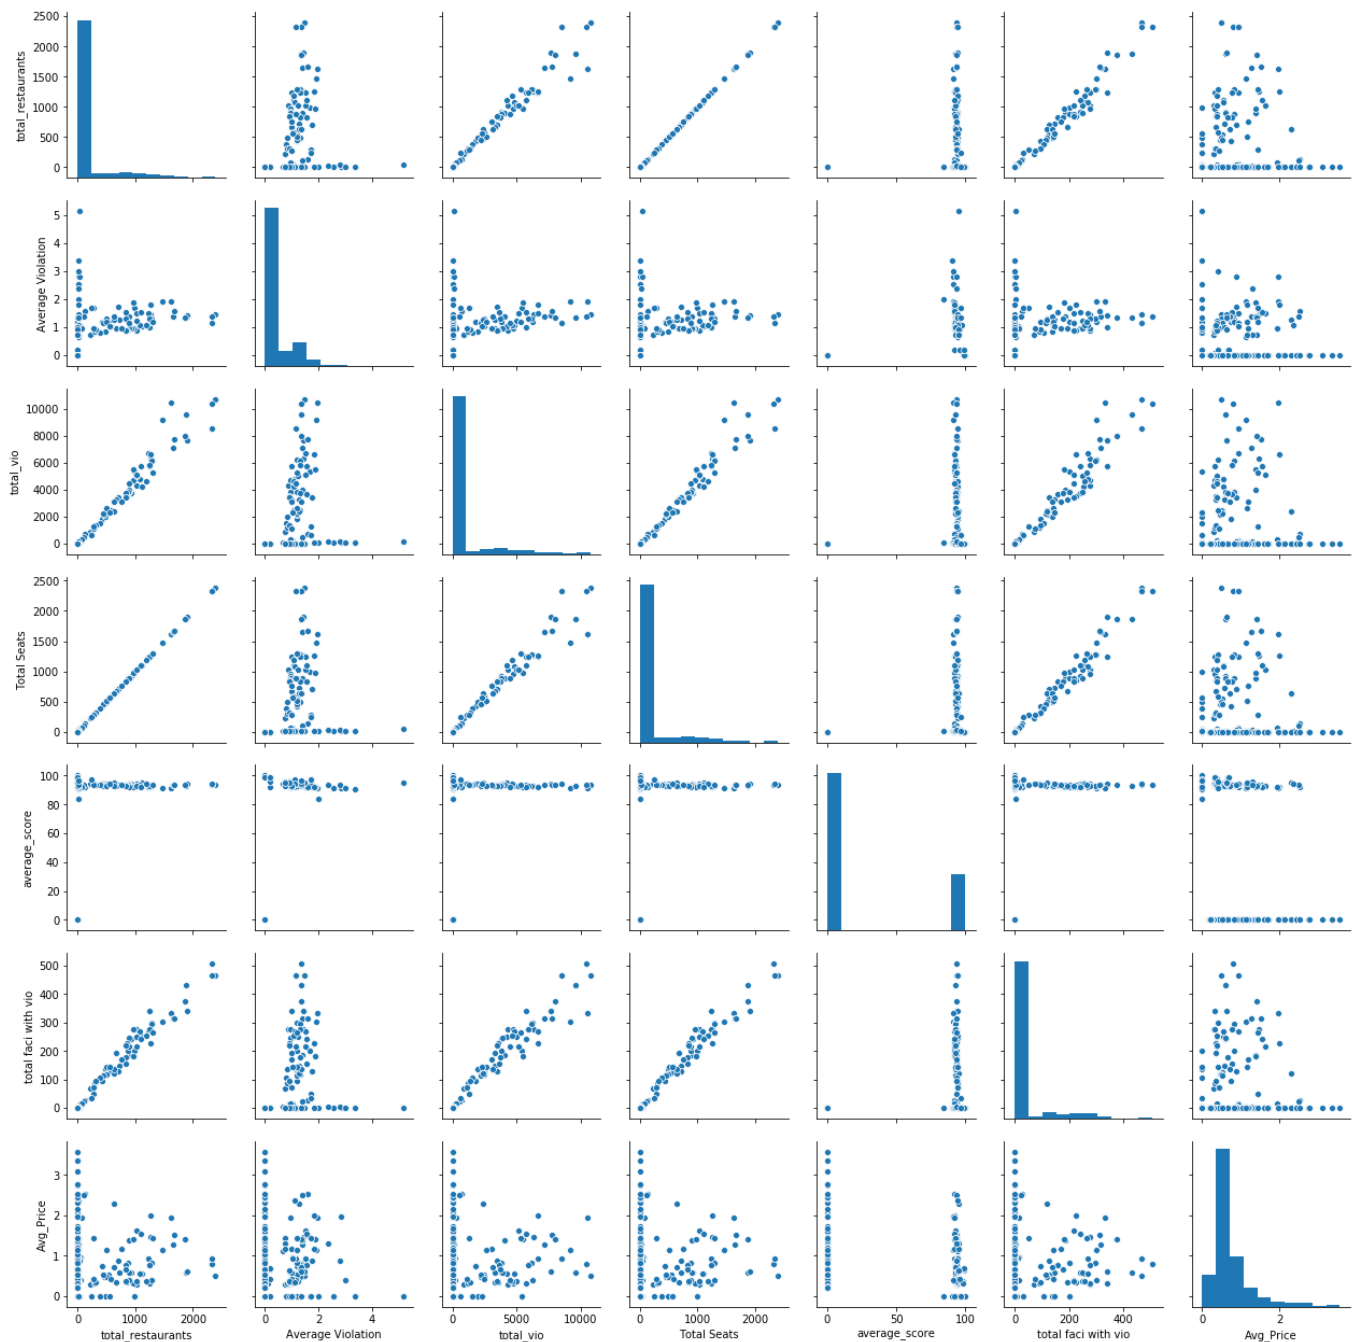 2500
2000
1500
1000
500
0
total_restaurants
5
4
3
2
1
0
Average Violation
10000
8000
6000
4000
2000
0
total_vio
2500
2000
1500
1000
500
0
Total Seats
100
80
60
40
20
0
average_score
500
400
300
200
100
0
total faci with vio
3
2
1
0
Avg_Price
0 1000 2000
0 2 4
0 5000 10000
0 1000 2000
0 50 100
0 200 400
0 2
total_restaurants
Average Violation
total_vio
Total Seats
average_score
total faci with vio
Avg_Price